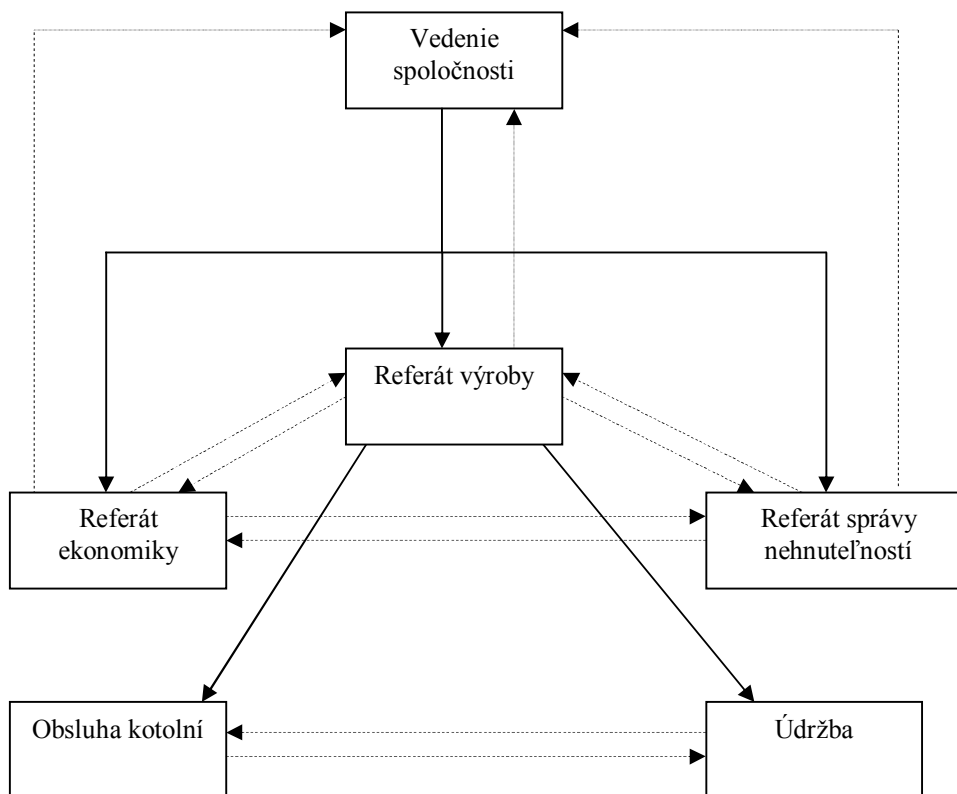 Vedenie
spoločnosti
Referát výroby
Referát
ekonomiky
Referát správy
nehnuteľností
Obsluha kotolní
Údržba